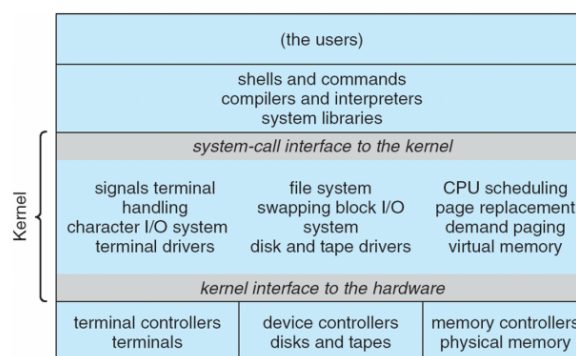 (the users)
shells and commands
compilers and interpreters
system libraries
system-call interface to the kernel
Kernel
signals terminal
handling
character I/O system
terminal drivers
file system
swapping block I/O
system
disk and tape drivers
CPU scheduling
page replacement
demand paging
virtual memory
kernel interface to the hardware
terminal controllers
terminals
device controllers
disks and tapes
memory controllers
physical memory